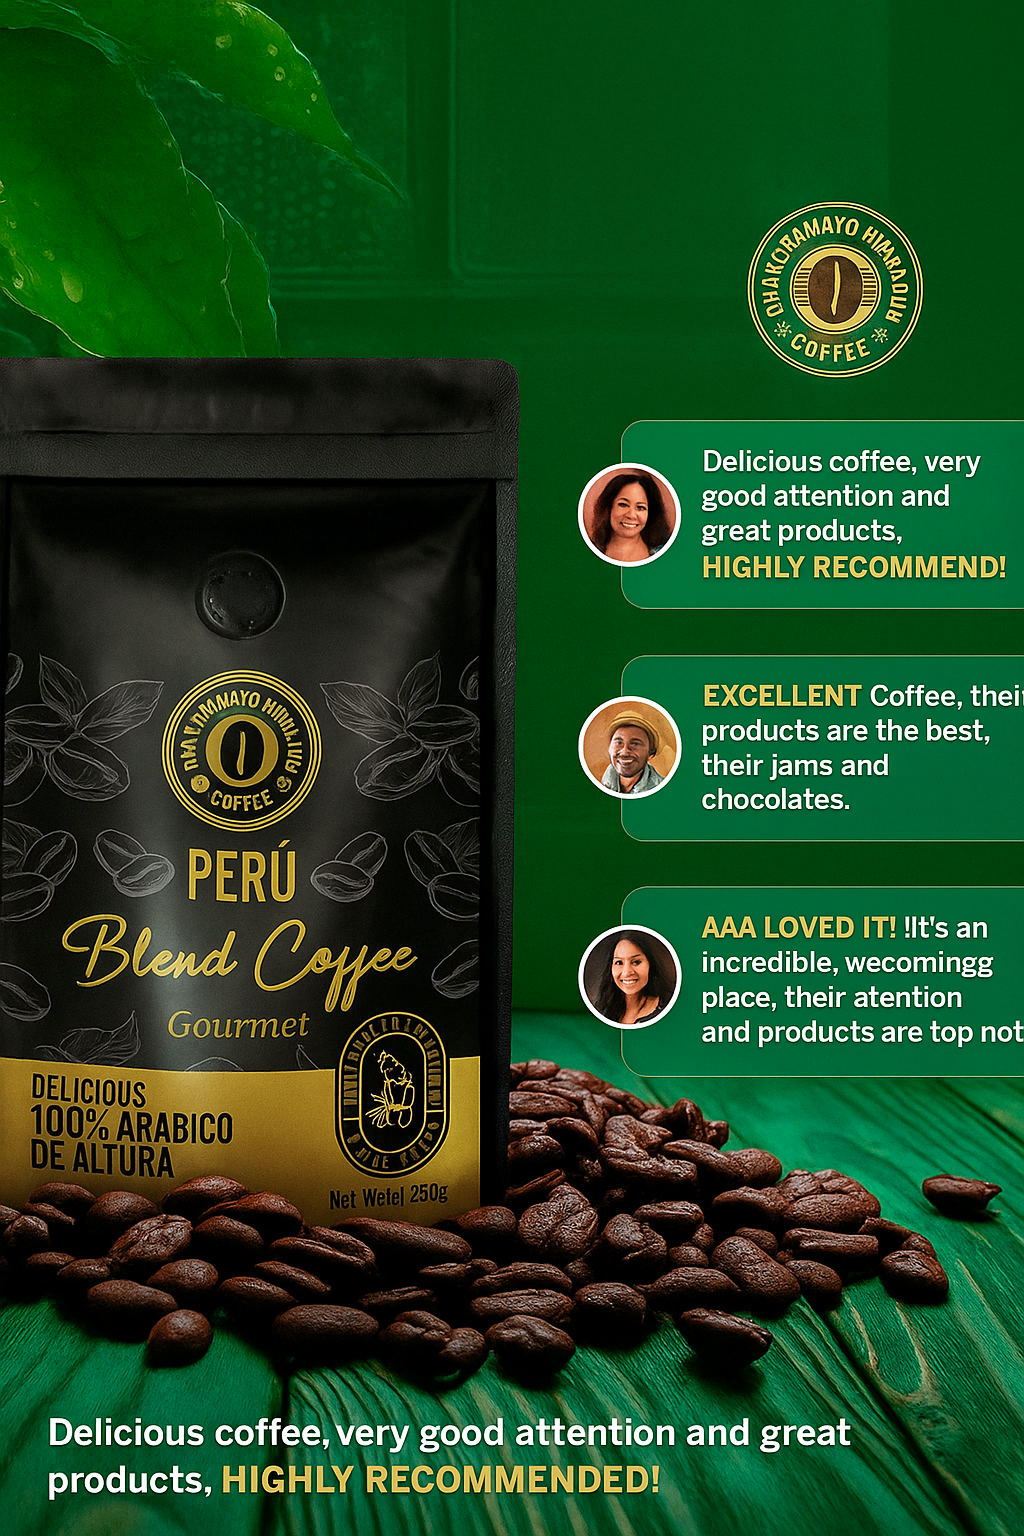 COFFEE
Delicious coffee, very
good attention and
great products,
HIGHLY RECOMMEND!
EXCELLENT Coffee, their
products are the best,
their jams and
chocolates.
AAA LOVED IT! !It's an
incredible, wecomingg
place, their atention
and products are top not
COFFEE
PERÚ
Blend Coffee
Gourmet
DELICIOUS
100% ARABICO
DE ALTURA
Net Wetel 250g
Delicious coffee, very good attention and great
products, HIGHLY RECOMMENDED!